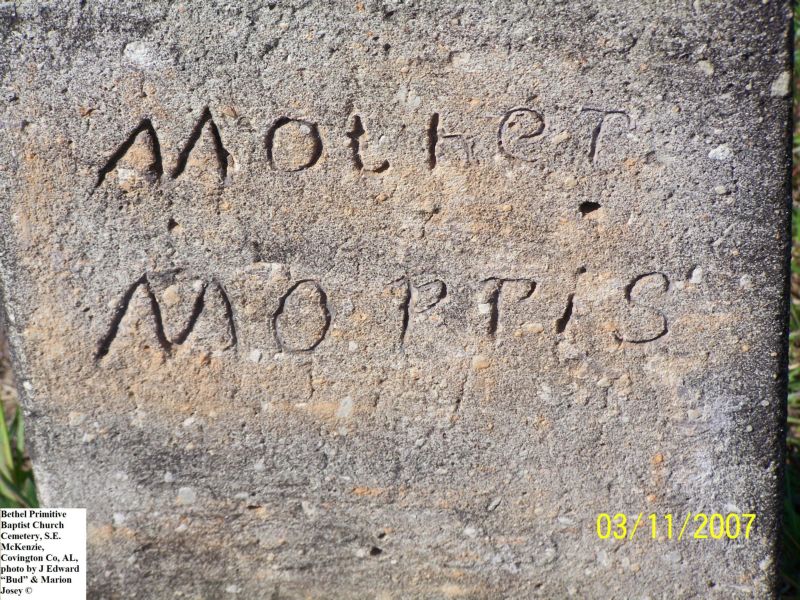 Mother
Morris
03/11/2007
Bethel Primitive
Baptist Church
Cemetery, S.E.
McKenzie,
Covington Co, AL,
photo by J Edward
“Bud” & Marion
Josey ©